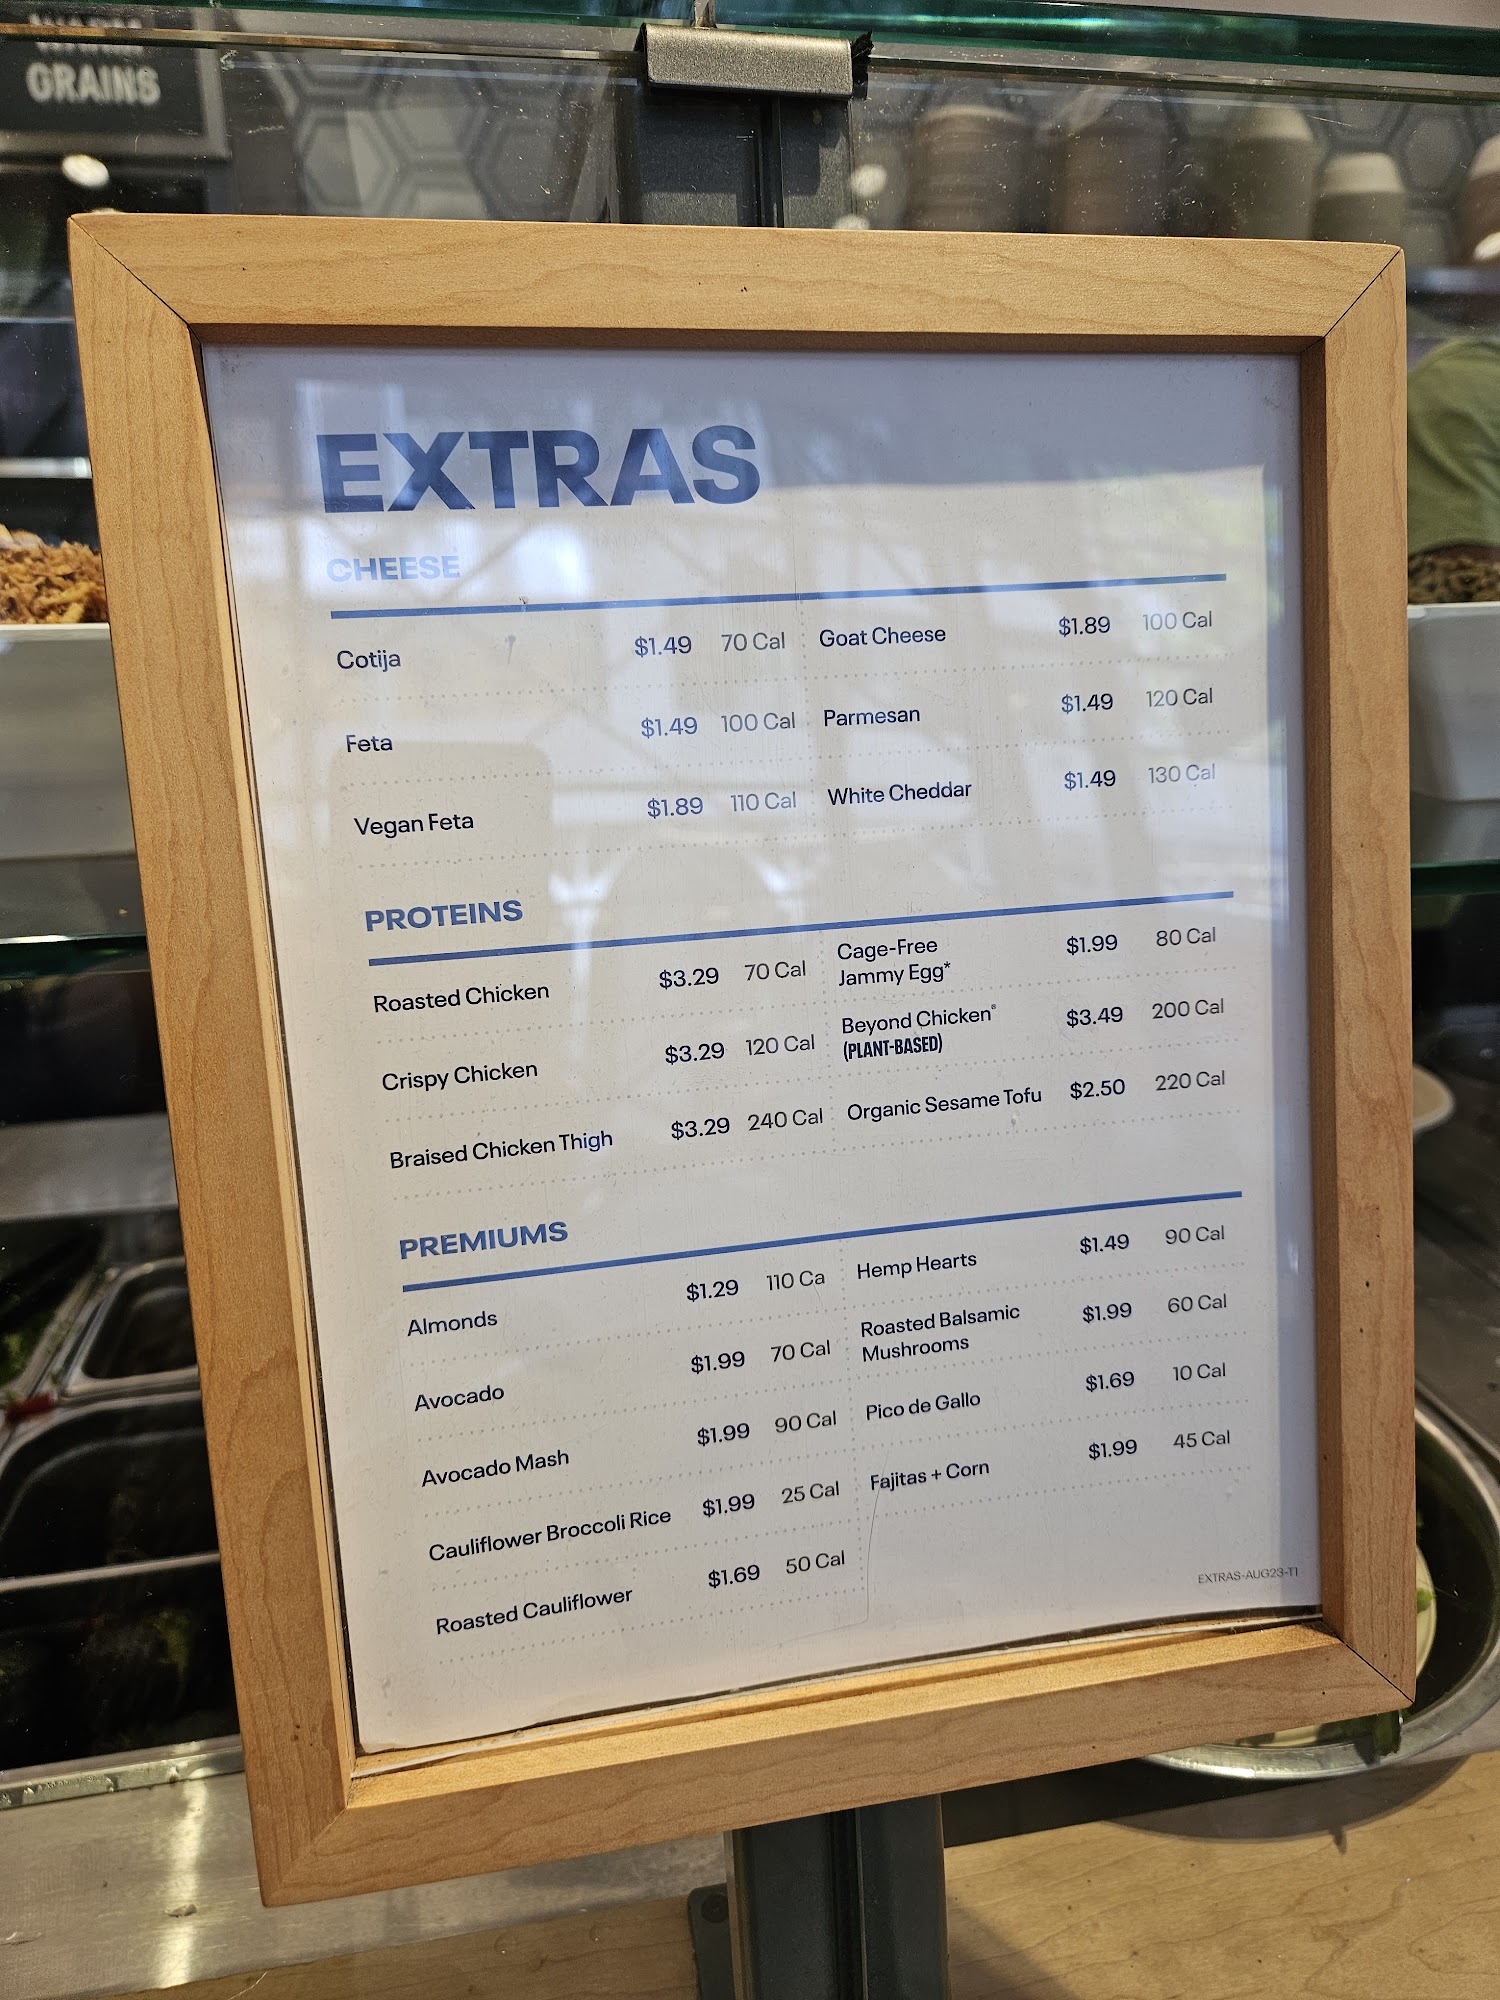 WARM
GRAINS
EXTRAS
CHEESE
Cotija $1.49 70 Cal
Feta $1.49 100 Cal
Vegan Feta $1.89 110 Cal
Goat Cheese $1.89 100 Cal
Parmesan $1.49 120 Cal
White Cheddar $1.49 130 Cal
PROTEINS
Roasted Chicken $3.29 70 Cal
Crispy Chicken $3.29 120 Cal
Braised Chicken Thigh $3.29 240 Cal
Cage-Free
Jammy Egg* $1.99 80 Cal
Beyond Chicken®
(PLANT-BASED) $3.49 200 Cal
Organic Sesame Tofu $2.50 220 Cal
PREMIUMS
Almonds $1.29 110 Ca
Avocado $1.99 70 Cal
Avocado Mash $1.99 90 Cal
Cauliflower Broccoli Rice $1.99 25 Cal
Roasted Cauliflower $1.69 50 Cal
Hemp Hearts $1.49 90 Cal
Roasted Balsamic
Mushrooms $1.99 60 Cal
Pico de Gallo $1.69 10 Cal
Fajitas + Corn $1.99 45 Cal
EXTRAS-AUG23-T1